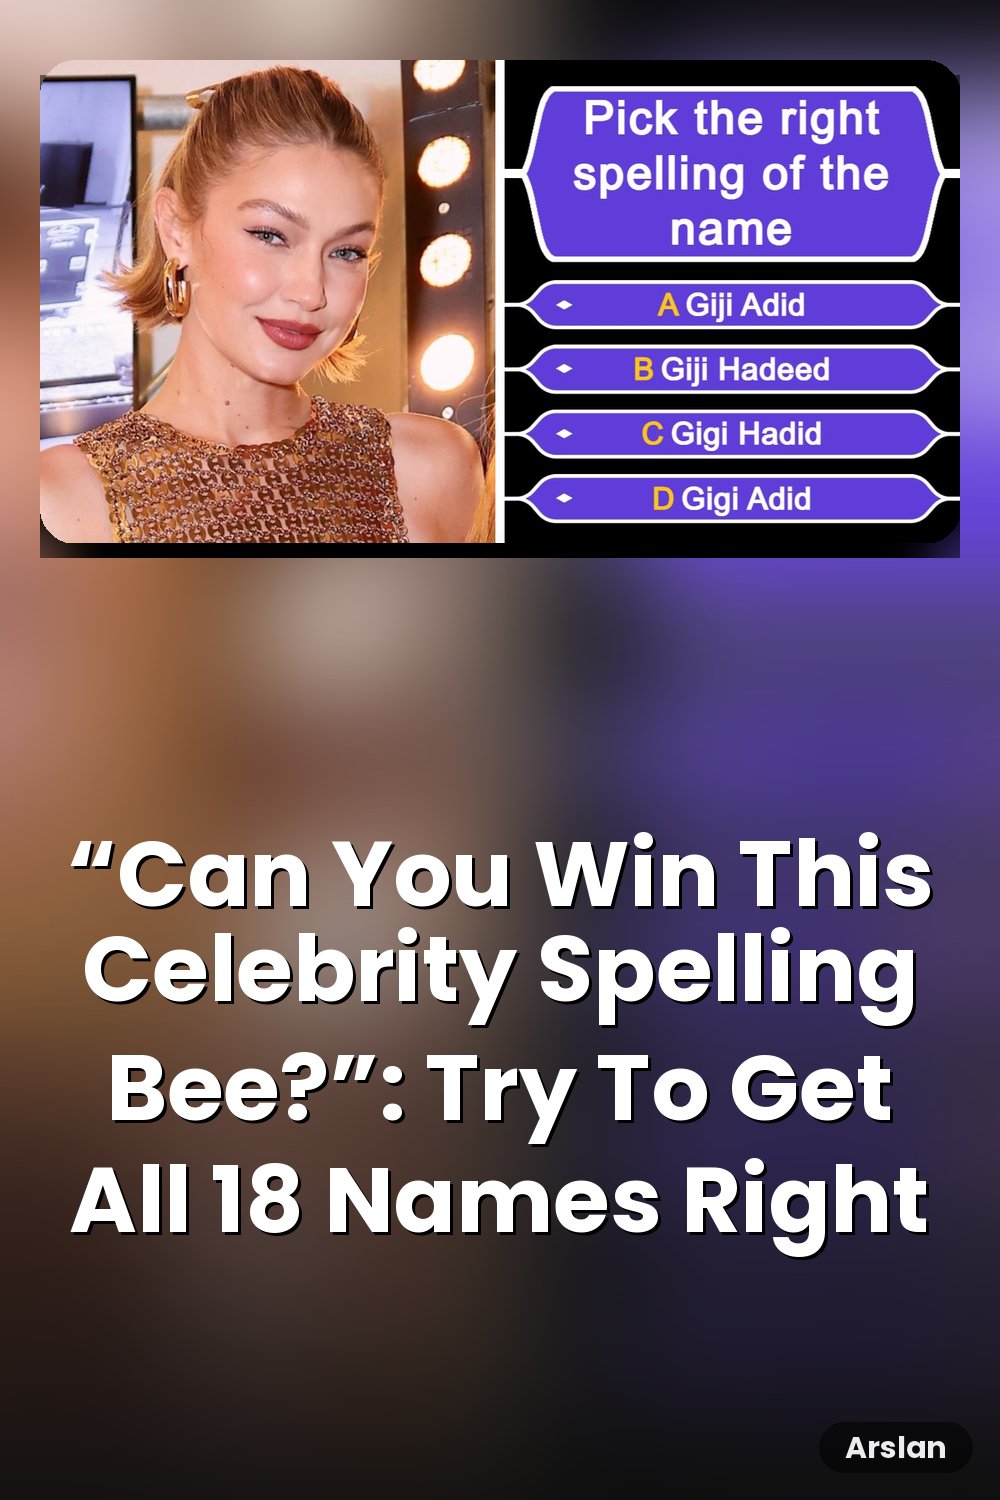 Pick the right
spelling of the
name
A Giji Adid
B Giji Hadeed
C Gigi Hadid
D Gigi Adid
“Can You Win This
Celebrity Spelling
Bee?”: Try To Get
All 18 Names Right
Arslan